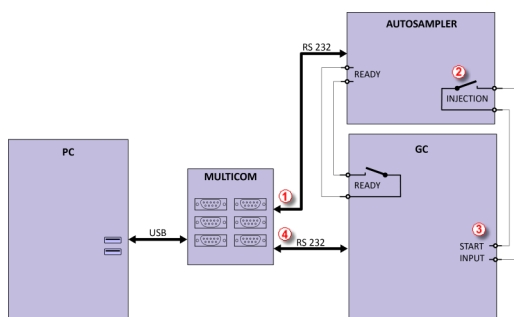 AUTOSAMPLER
RS 232
READY
2
INJECTION
PC
MULTICOM
GC
READY
1
USB
4
RS 232
3
START
INPUT